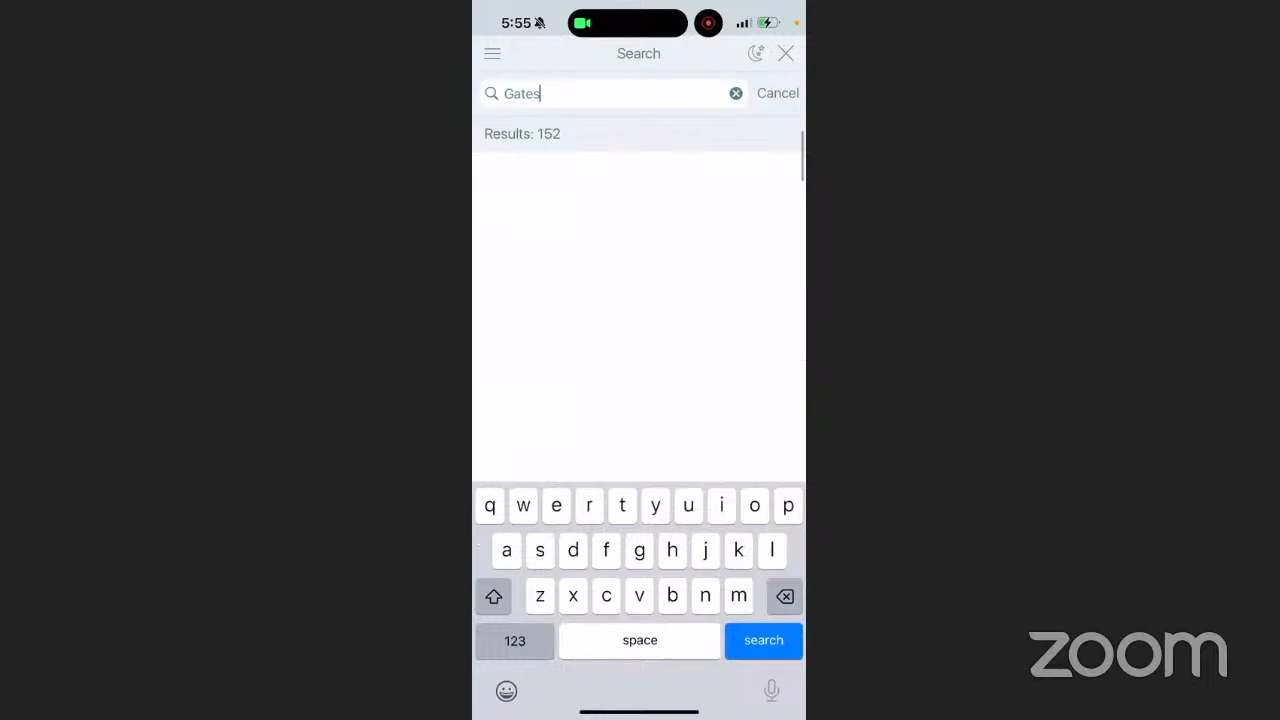 5:55
Search
Gates
Cancel
Results: 152
q w e r t y u i o p
a s d f g h j k l
z x c v b n m
123 space search
zoom